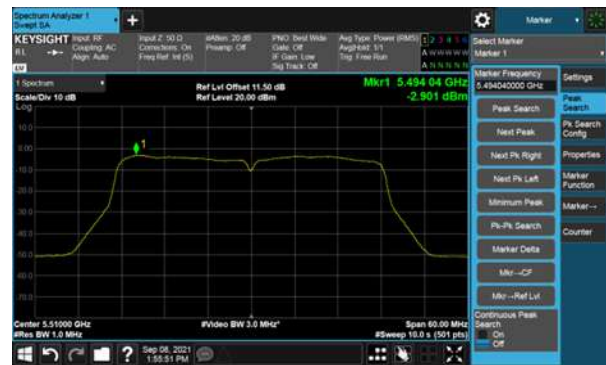 Spectrum Analyzer 1
Swept SA
+
Marker
KEYSIGHT Input: RF
Coupling: AC
Align: Auto
Input Z: 50 Ω
Corrections: On
Freq Ref: Int (S)
#Atten: 20 dB
Preamp: Off
PNO: Best Wide
Gate: Off
IF Gain: Low
Sig Track: Off
Avg Type: Power (RMS)
Avg|Hold: 1/1
Trig: Free Run
1 2 3 4 5 6
A W W W W W
A N N N N N
RL
LW
Select Marker
Marker 1
1 Spectrum
Scale/Div 10 dB
Log
Ref Lvl Offset 11.50 dB
Ref Level 20.00 dBm
Mkr1 5.494 04 GHz
-2.901 dBm
10.0
0.00
-10.0
-20.0
-30.0
-40.0
-50.0
-60.0
-70.0
1
Center 5.51000 GHz
#Res BW 1.0 MHz
#Video BW 3.0 MHz*
Span 60.00 MHz
#Sweep 10.0 s (501 pts)
Marker Frequency
5.494040000 GHz
Peak Search
Next Peak
Next Pk Right
Next Pk Left
Minimum Peak
Pk-Pk Search
Marker Delta
Mkr→CF
Mkr→Ref Lvl
Continuous Peak
Search
On
Off
Settings
Peak
Search
Pk Search
Config
Properties
Marker
Function
Marker→
Counter
?
Sep 08, 2021
1:55:51 PM